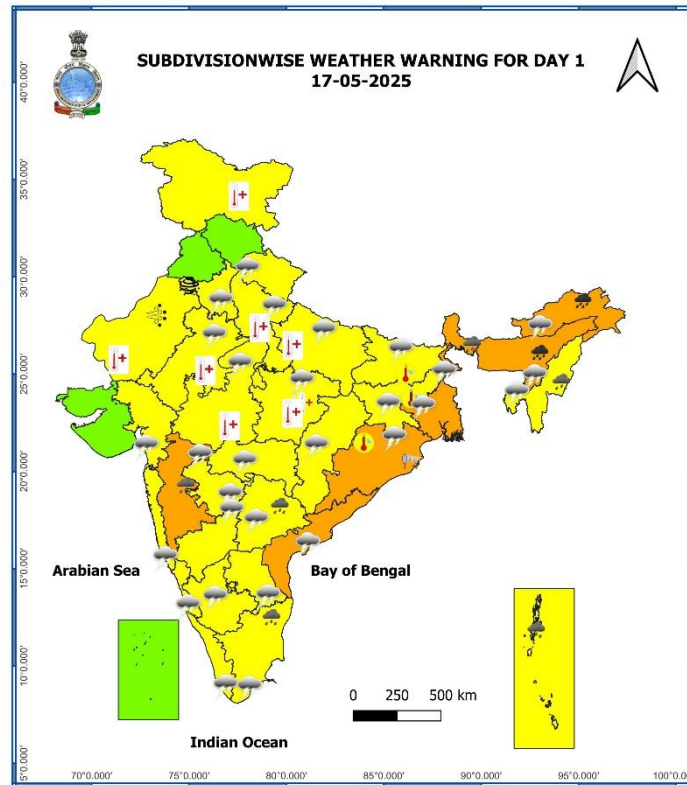 SUBDIVISIONWISE WEATHER WARNING FOR DAY 1
17-05-2025
40°0.000'
35°0.000'
30°0.000'
25°0.000'
20°0.000'
15°0.000'
10°0.000'
5°0.000'
Arabian Sea
Bay of Bengal
0 250 500 km
Indian Ocean
70°0.000' 75°0.000' 80°0.000' 85°0.000' 90°0.000' 95°0.000' 100°0.000'